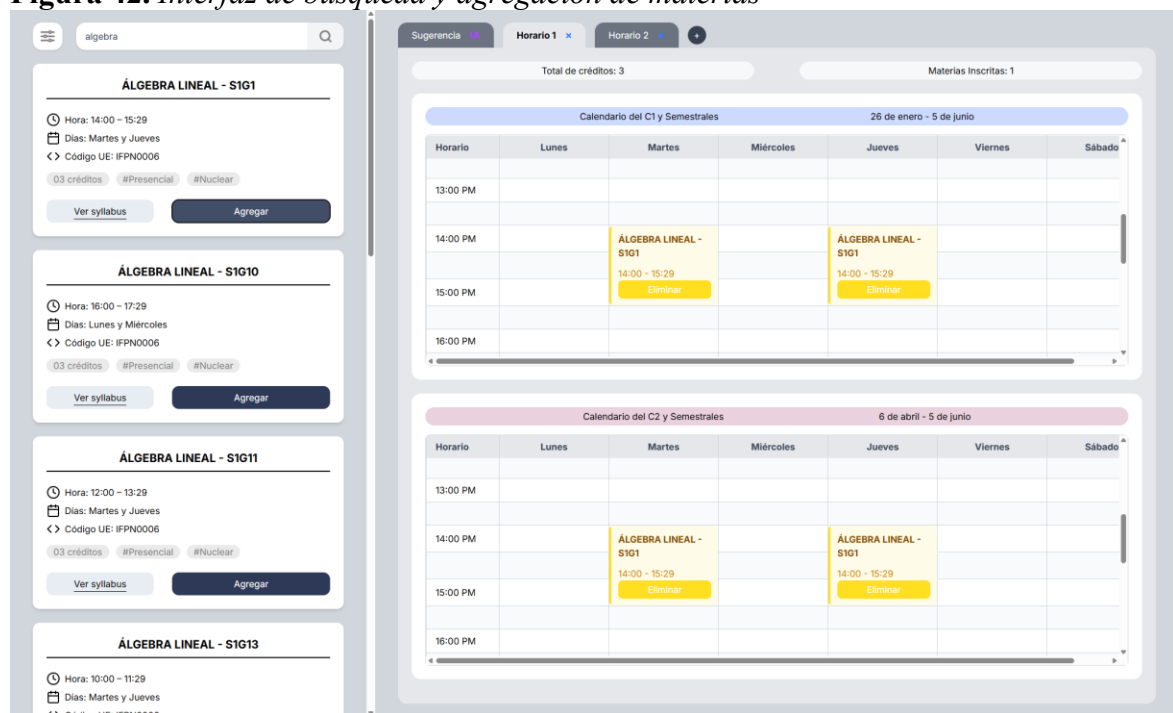 Figura 42. Interfaz de búsqueda y agregación de materias
algebra
ÁLGEBRA LINEAL - S1G1
Hora: 14:00 – 15:29
Días: Martes y Jueves
Código UE: IFPN0006
03 créditos #Presencial #Nuclear
Ver syllabus Agregar
ÁLGEBRA LINEAL - S1G10
Hora: 16:00 – 17:29
Días: Lunes y Miércoles
Código UE: IFPN0006
03 créditos #Presencial #Nuclear
Ver syllabus Agregar
ÁLGEBRA LINEAL - S1G11
Hora: 12:00 – 13:29
Días: Martes y Jueves
Código UE: IFPN0006
03 créditos #Presencial #Nuclear
Ver syllabus Agregar
ÁLGEBRA LINEAL - S1G13
Hora: 10:00 – 11:29
Días: Martes y Jueves
Sugerencia Horario 1 × Horario 2 × +
Total de créditos: 3 Materias Inscritas: 1
Calendario del C1 y Semestrales 26 de enero - 5 de junio
Horario Lunes Martes Miércoles Jueves Viernes Sábado
13:00 PM
14:00 PM ÁLGEBRA LINEAL - ÁLGEBRA LINEAL -
S1G1 S1G1
14:00 - 15:29 14:00 - 15:29
15:00 PM Eliminar Eliminar
16:00 PM
Calendario del C2 y Semestrales 6 de abril - 5 de junio
Horario Lunes Martes Miércoles Jueves Viernes Sábado
13:00 PM
14:00 PM ÁLGEBRA LINEAL - ÁLGEBRA LINEAL -
S1G1 S1G1
14:00 - 15:29 14:00 - 15:29
15:00 PM Eliminar Eliminar
16:00 PM